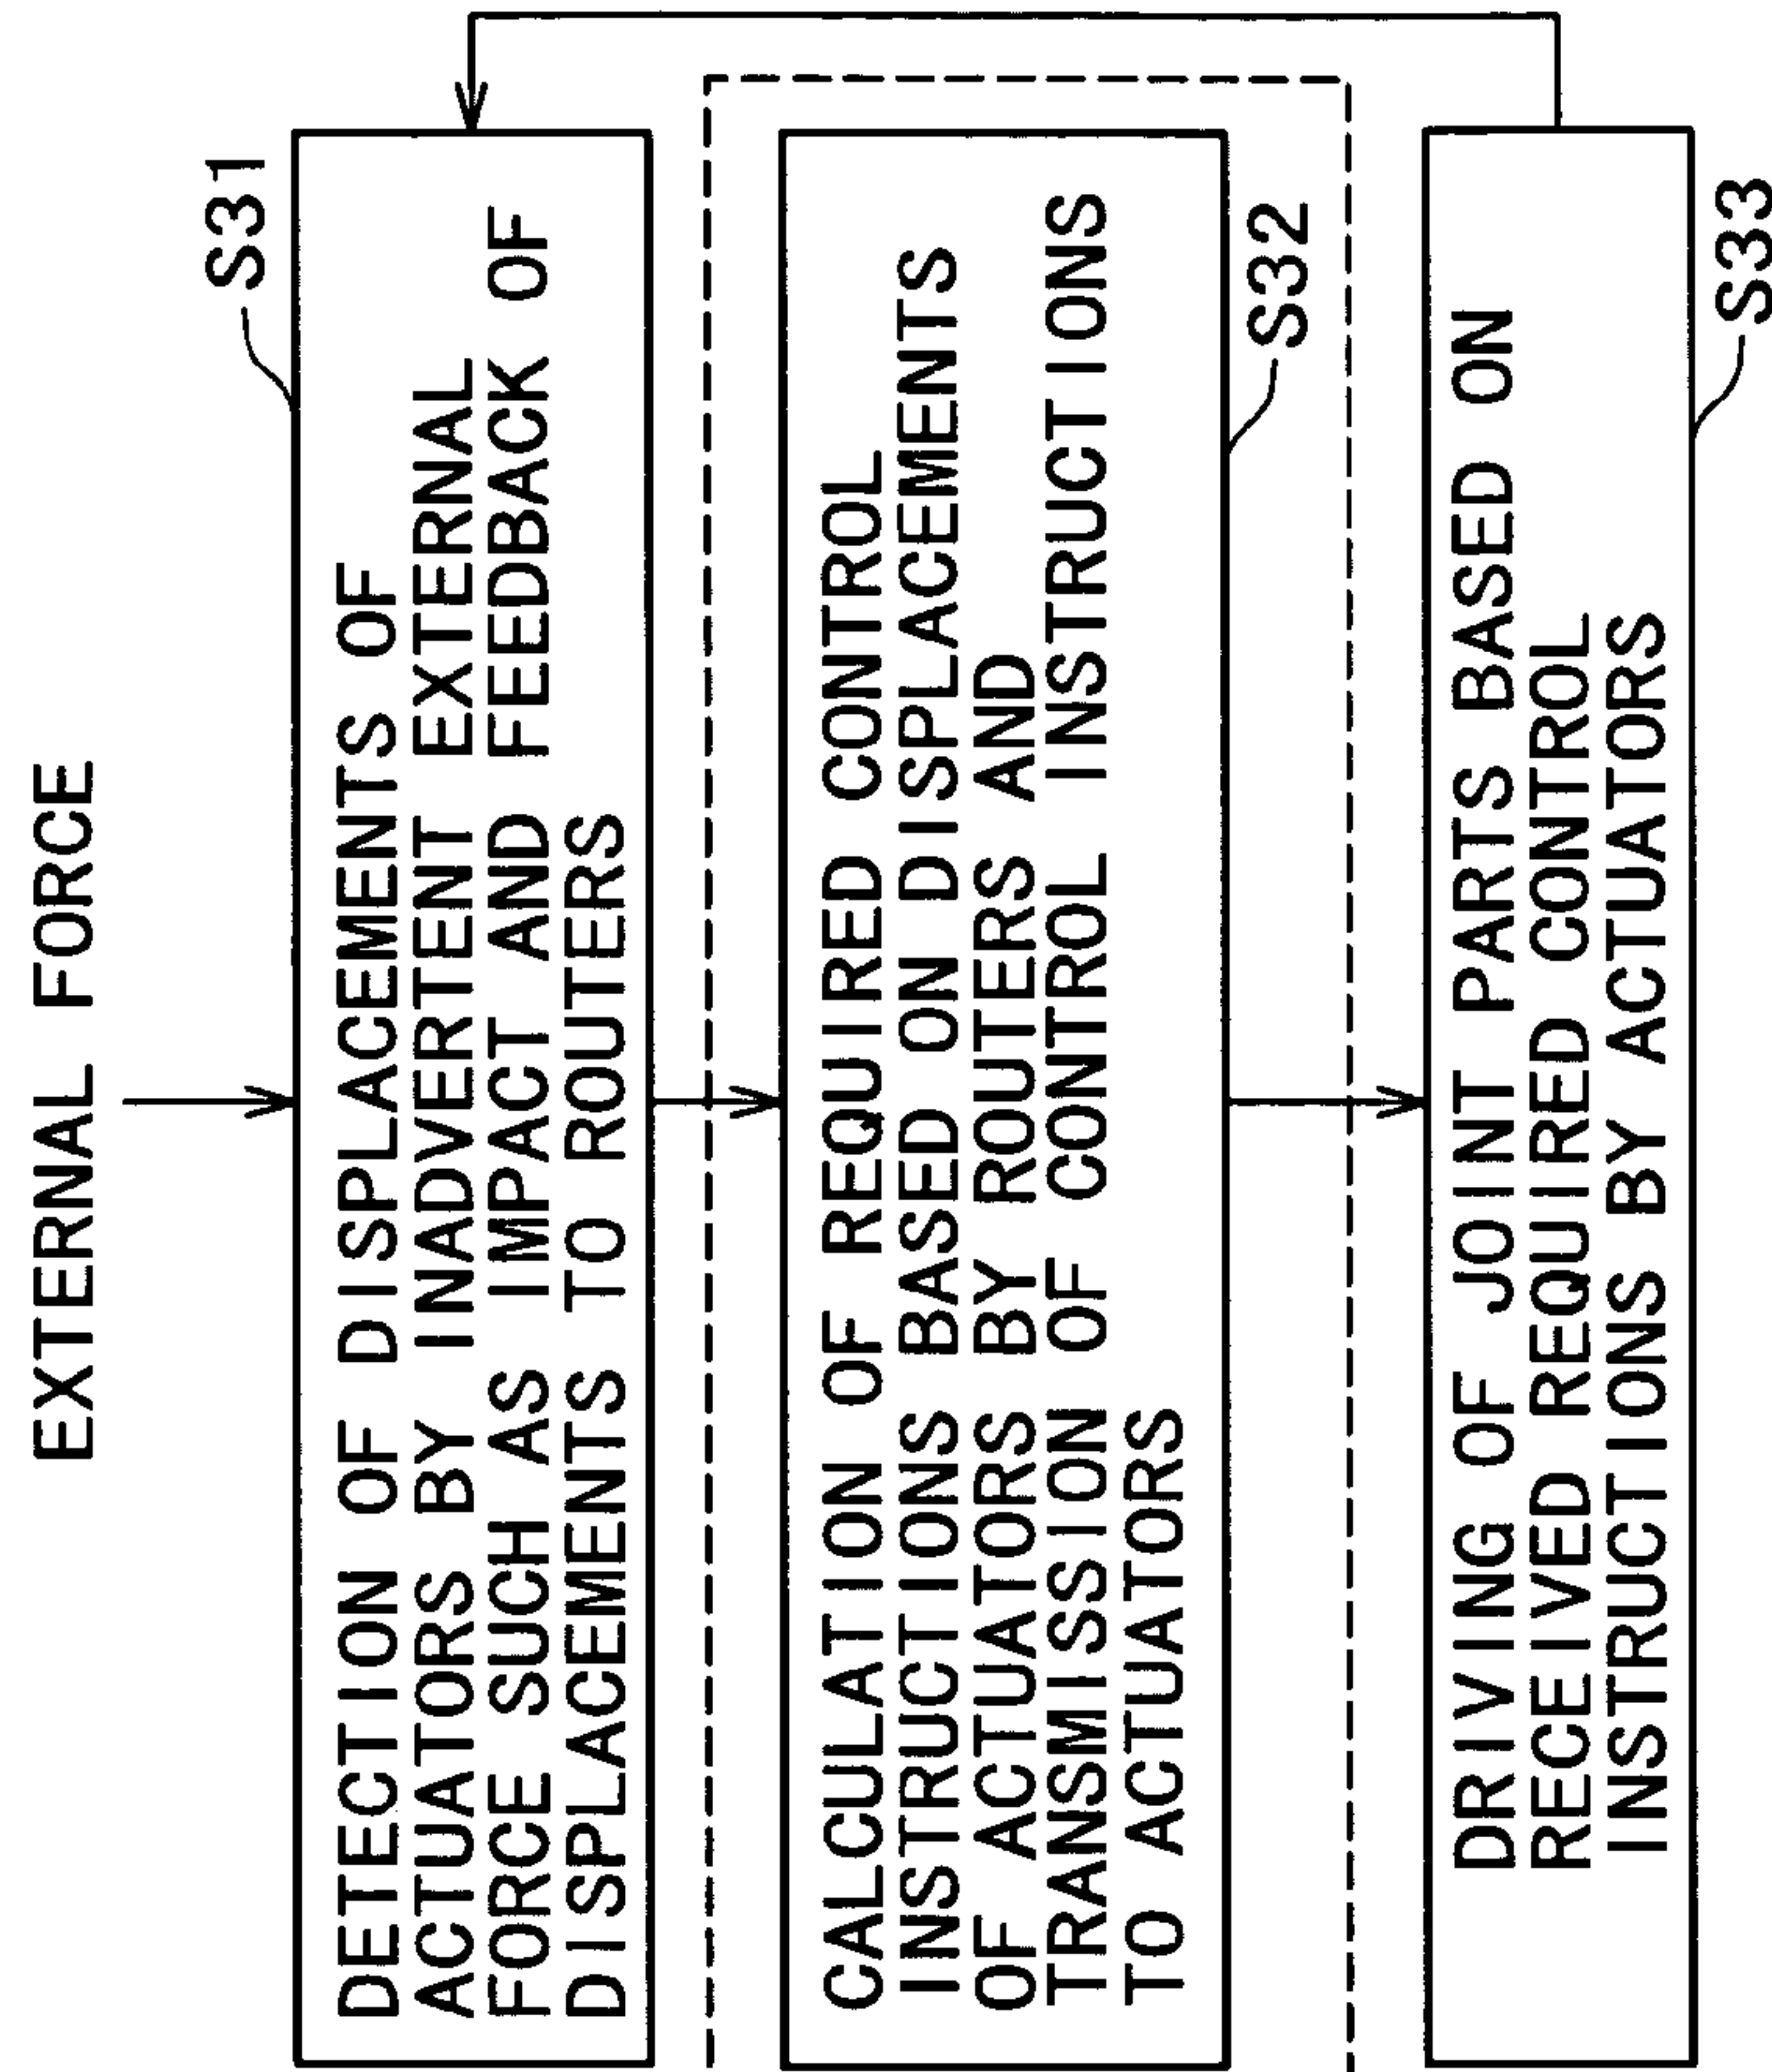 EXTERNAL FORCE
S31
DETECTION OF DISPLACEMENTS OF
ACTUATORS BY INADVERTENT EXTERNAL
FORCE SUCH AS IMPACT AND FEEDBACK OF
DISPLACEMENTS TO ROUTERS
CALCULATION OF REQUIRED CONTROL
INSTRUCTIONS BASED ON DISPLACEMENTS
OF ACTUATORS BY ROUTERS AND
TRANSMISSION OF CONTROL INSTRUCTIONS
TO ACTUATORS
S32
DRIVING OF JOINT PARTS BASED ON
RECEIVED REQUIRED CONTROL
INSTRUCTIONS BY ACTUATORS
S33